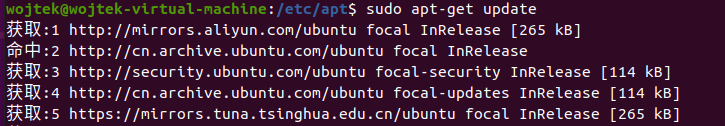 wojtek@wojtek-virtual-machine:/etc/apt$ sudo apt-get update
获取:1 http://mirrors.aliyun.com/ubuntu focal InRelease [265 kB]
命中:2 http://cn.archive.ubuntu.com/ubuntu focal InRelease
获取:3 http://security.ubuntu.com/ubuntu focal-security InRelease [114 kB]
获取:4 http://cn.archive.ubuntu.com/ubuntu focal-updates InRelease [114 kB]
获取:5 https://mirrors.tuna.tsinghua.edu.cn/ubuntu focal InRelease [265 kB]